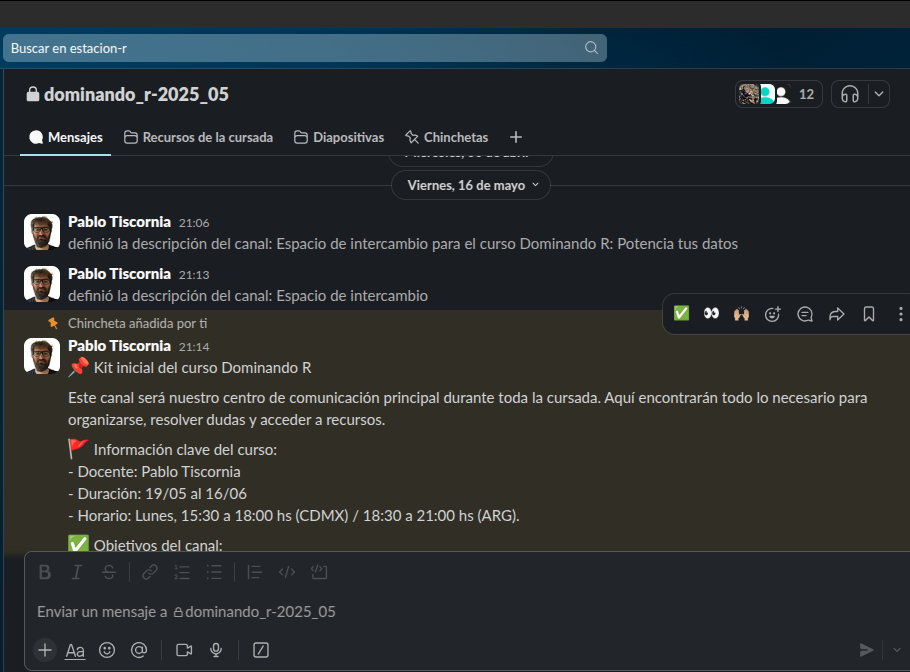 Buscar en estacion-r
dominando_r-2025_05
12
Mensajes
Recursos de la cursada
Diapositivas
Chinchetas
Viernes, 16 de mayo
Pablo Tiscornia 21:06
definió la descripción del canal: Espacio de intercambio para el curso Dominando R: Potencia tus datos
Pablo Tiscornia 21:13
definió la descripción del canal: Espacio de intercambio
Chincheta añadida por ti
Pablo Tiscornia 21:14
📌 Kit inicial del curso Dominando R
Este canal será nuestro centro de comunicación principal durante toda la cursada. Aquí encontrarán todo lo necesario para
organizarse, resolver dudas y acceder a recursos.
🚩 Información clave del curso:
- Docente: Pablo Tiscornia
- Duración: 19/05 al 16/06
- Horario: Lunes, 15:30 a 18:00 hs (CDMX) / 18:30 a 21:00 hs (ARG).
✅ Objetivos del canal:
Enviar un mensaje a dominando_r-2025_05
Aa